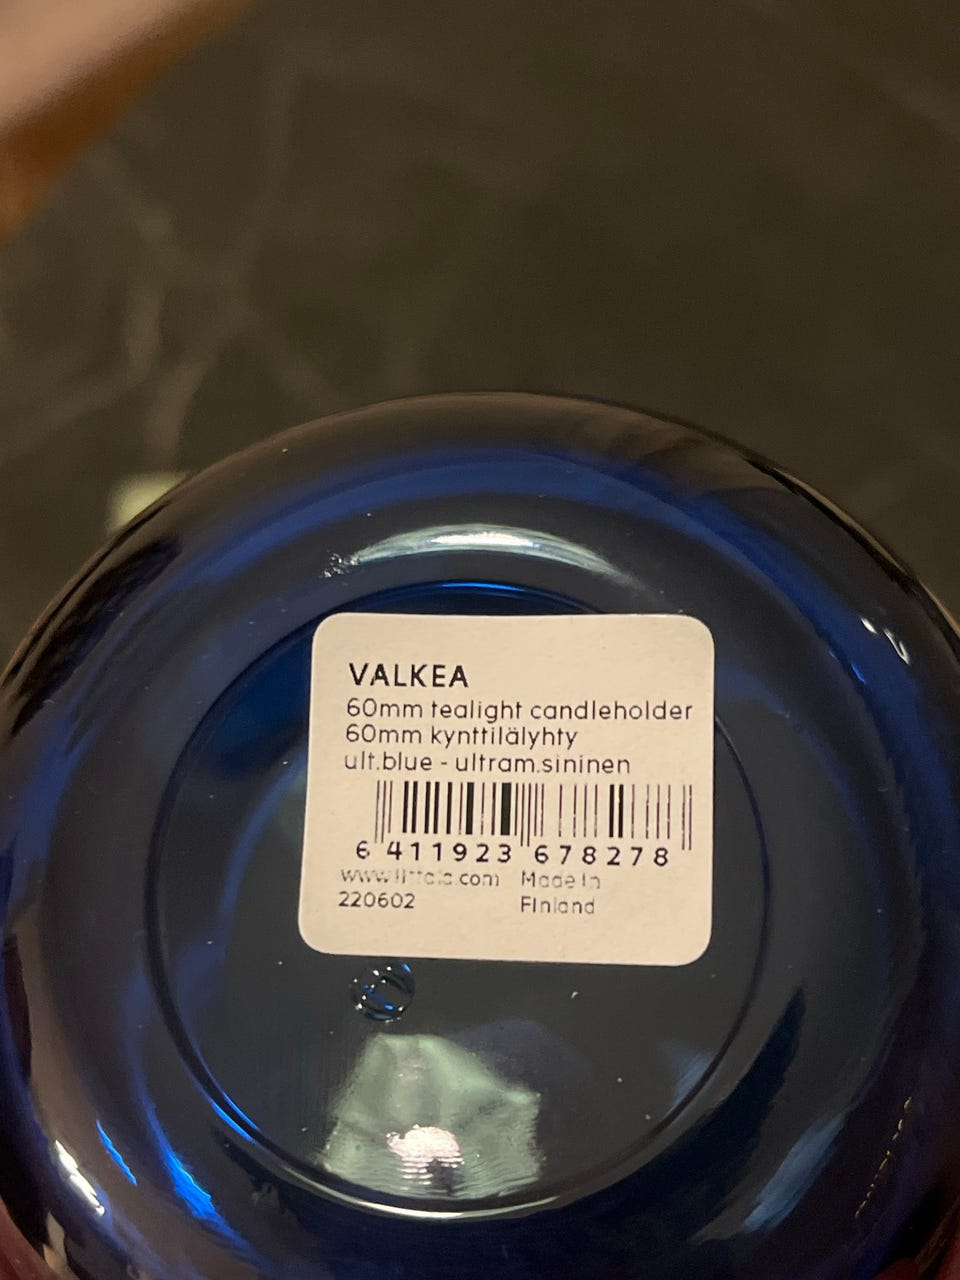 VALKEA
60mm tealight candleholder
60mm kynttilälyhty
ult.blue - ultram.sininen
6 411923 678278
www.iittala.com Made in
220602 Finland